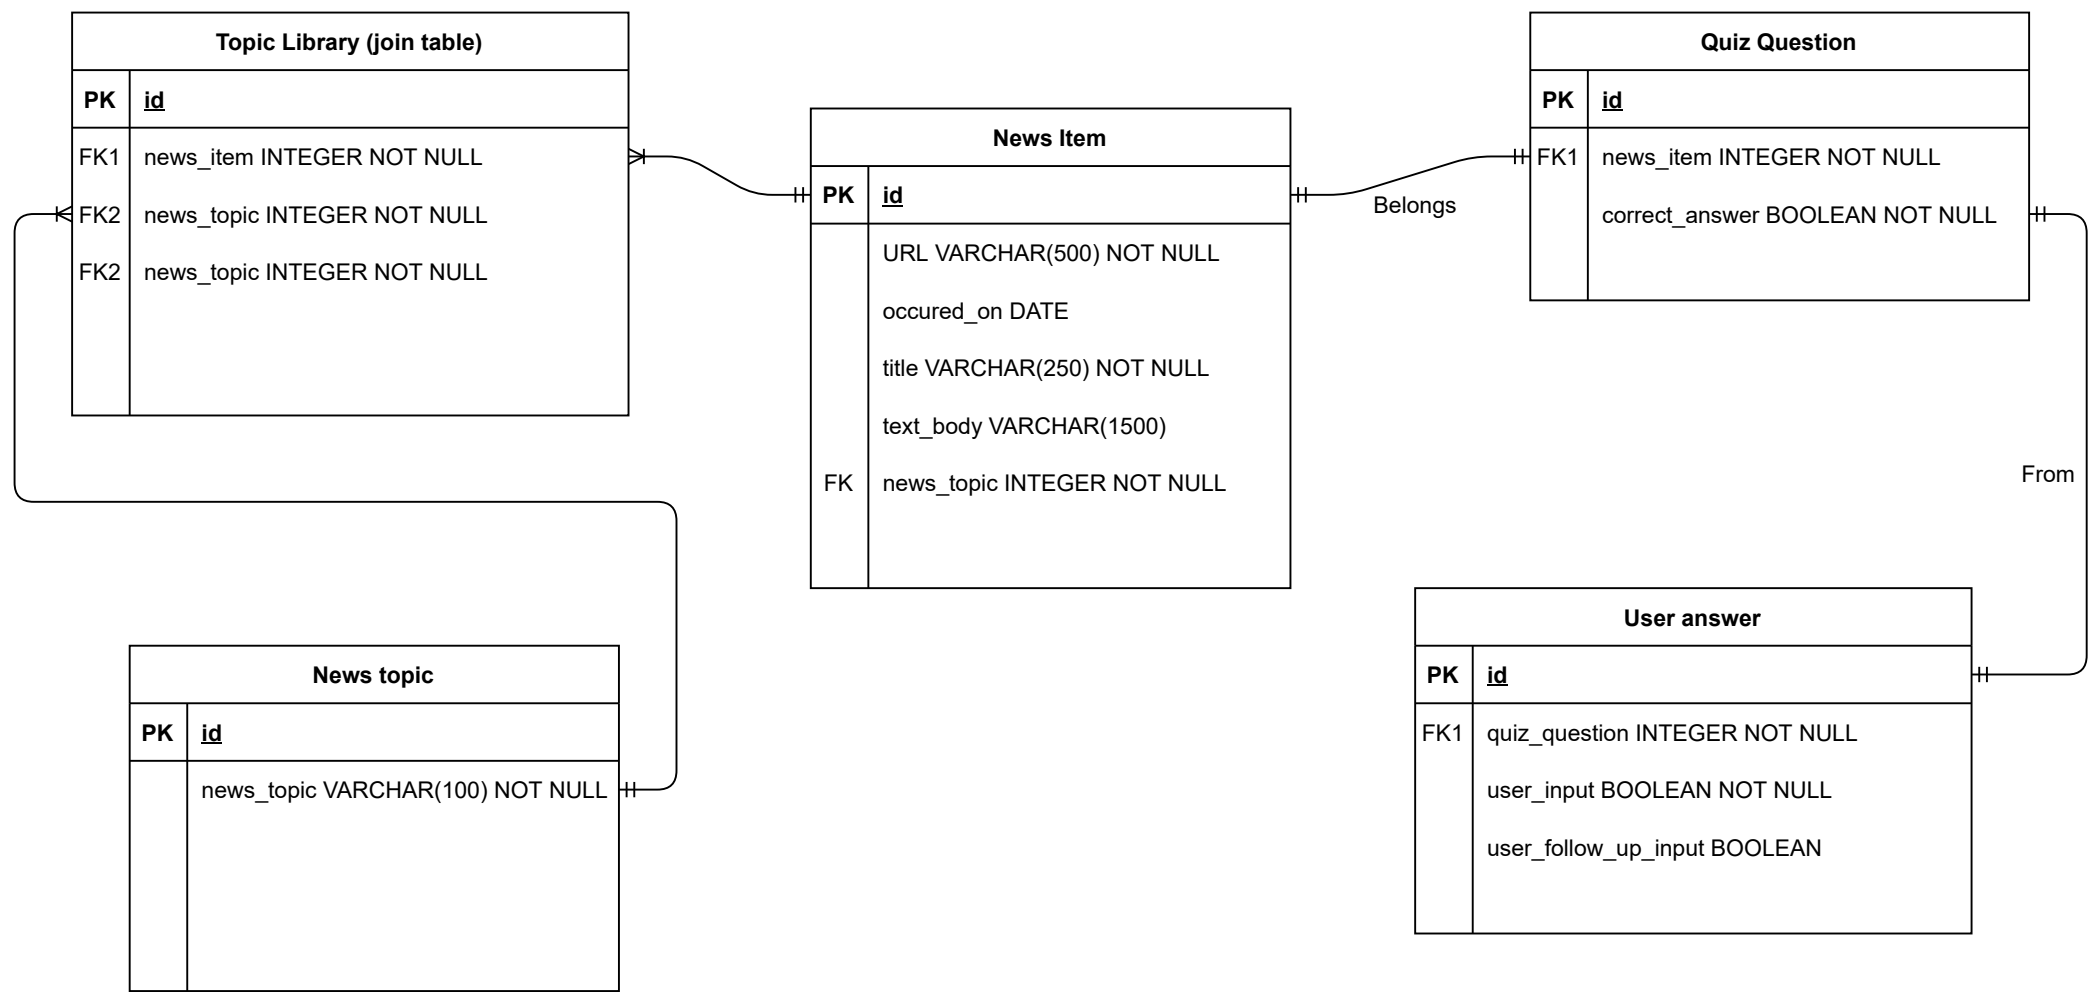 Topic Library (join table)
PK id
FK1 news_item INTEGER NOT NULL
FK2 news_topic INTEGER NOT NULL
FK2 news_topic INTEGER NOT NULL
News Item
PK id
URL VARCHAR(500) NOT NULL
occured_on DATE
title VARCHAR(250) NOT NULL
text_body VARCHAR(1500)
FK news_topic INTEGER NOT NULL
Belongs
Quiz Question
PK id
FK1 news_item INTEGER NOT NULL
correct_answer BOOLEAN NOT NULL
From
News topic
PK id
news_topic VARCHAR(100) NOT NULL
User answer
PK id
FK1 quiz_question INTEGER NOT NULL
user_input BOOLEAN NOT NULL
user_follow_up_input BOOLEAN